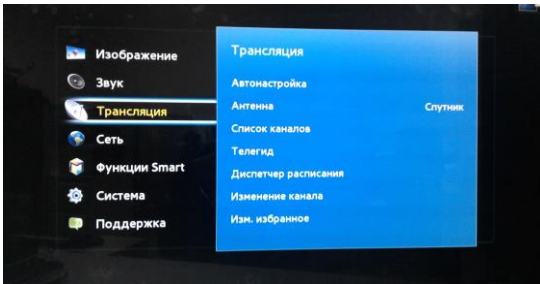 Изображение
Звук
Трансляция
Сеть
Функции Smart
Система
Поддержка
Трансляция
Автонастройка
Антенна Спутник
Список каналов
Телегид
Диспетчер расписания
Изменение канала
Изм. избранное